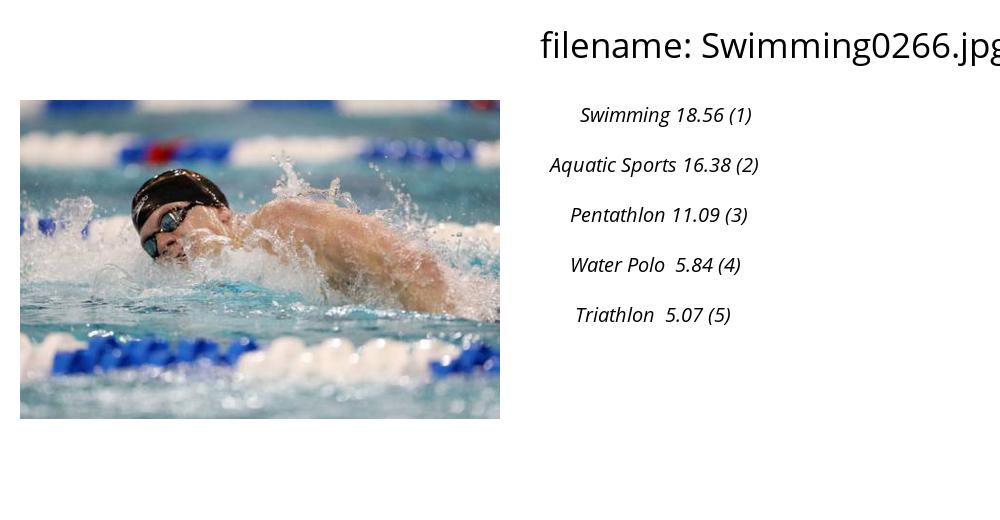 filename: Swimming0266.jpg
Swimming 18.56 (1)
Aquatic Sports 16.38 (2)
Pentathlon 11.09 (3)
Water Polo 5.84 (4)
Triathlon 5.07 (5)